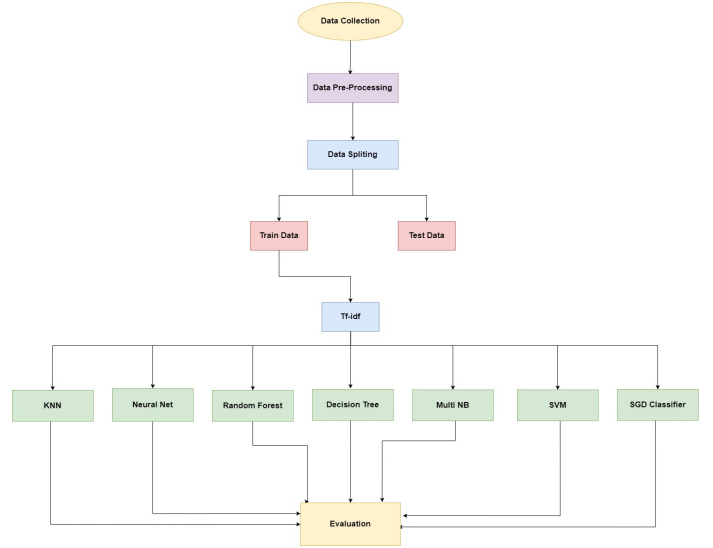 Data Collection
Data Pre-Processing
Data Spliting
Train Data
Test Data
Tf-idf
KNN
Neural Net
Random Forest
Decision Tree
Multi NB
SVM
SGD Classifier
Evaluation